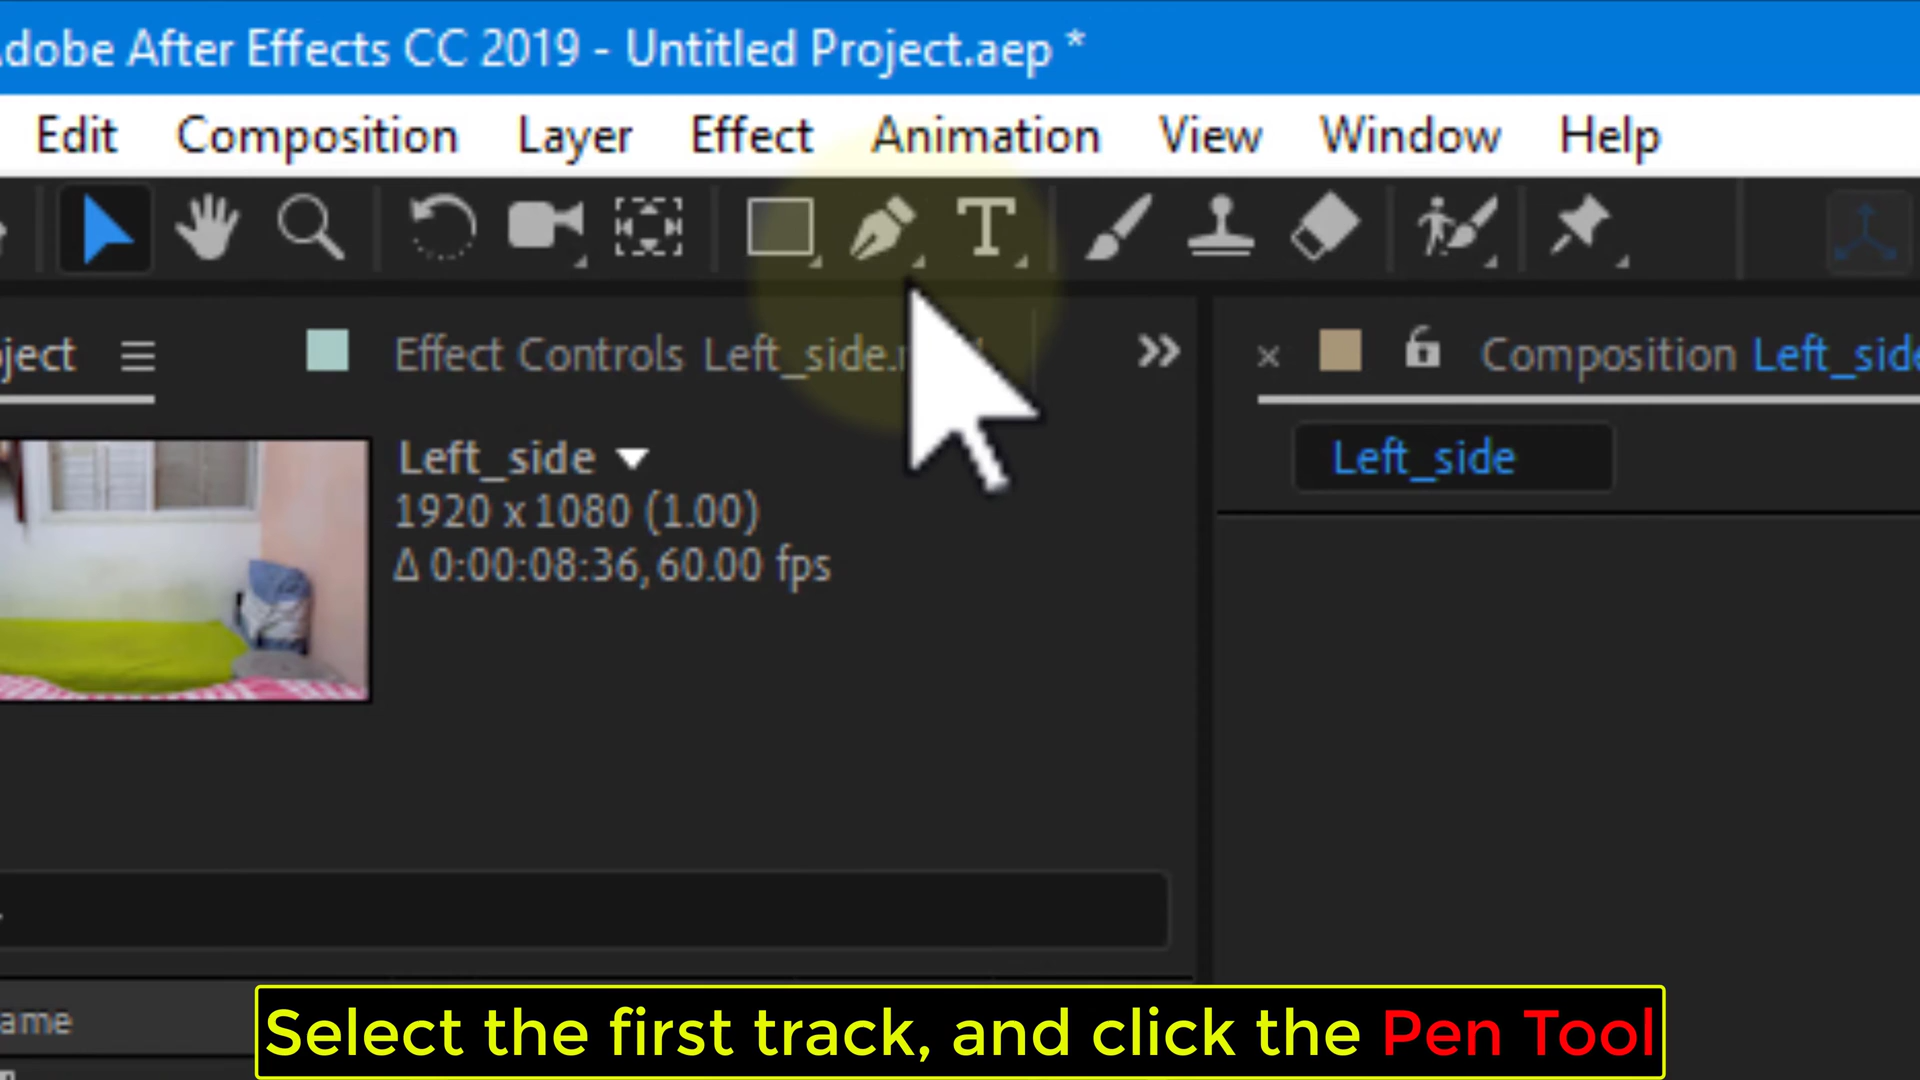 Adobe After Effects CC 2019 - Untitled Project.aep *
Edit Composition Layer Effect Animation View Window Help
T
ject Effect Controls Left_side. Composition Left_side
Left_side
Left_side
1920 x 1080 (1.00)
Δ 0:00:08:36, 60.00 fps
ame
Select the first track, and click the Pen Tool